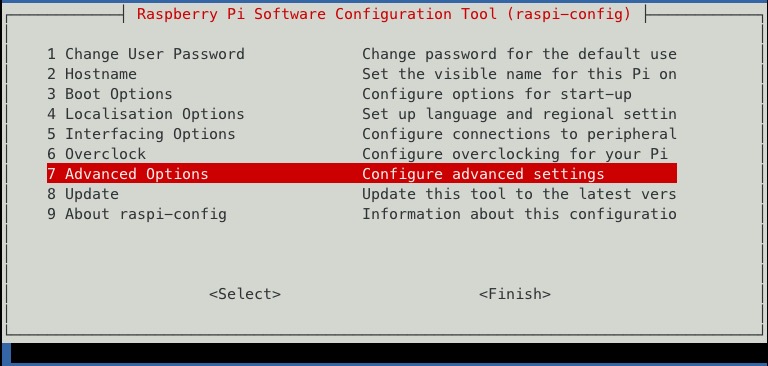 Raspberry Pi Software Configuration Tool (raspi-config)
1 Change User Password Change password for the default use
2 Hostname Set the visible name for this Pi on
3 Boot Options Configure options for start-up
4 Localisation Options Set up language and regional settin
5 Interfacing Options Configure connections to peripheral
6 Overclock Configure overclocking for your Pi
7 Advanced Options Configure advanced settings
8 Update Update this tool to the latest vers
9 About raspi-config Information about this configuratio
<Select> <Finish>